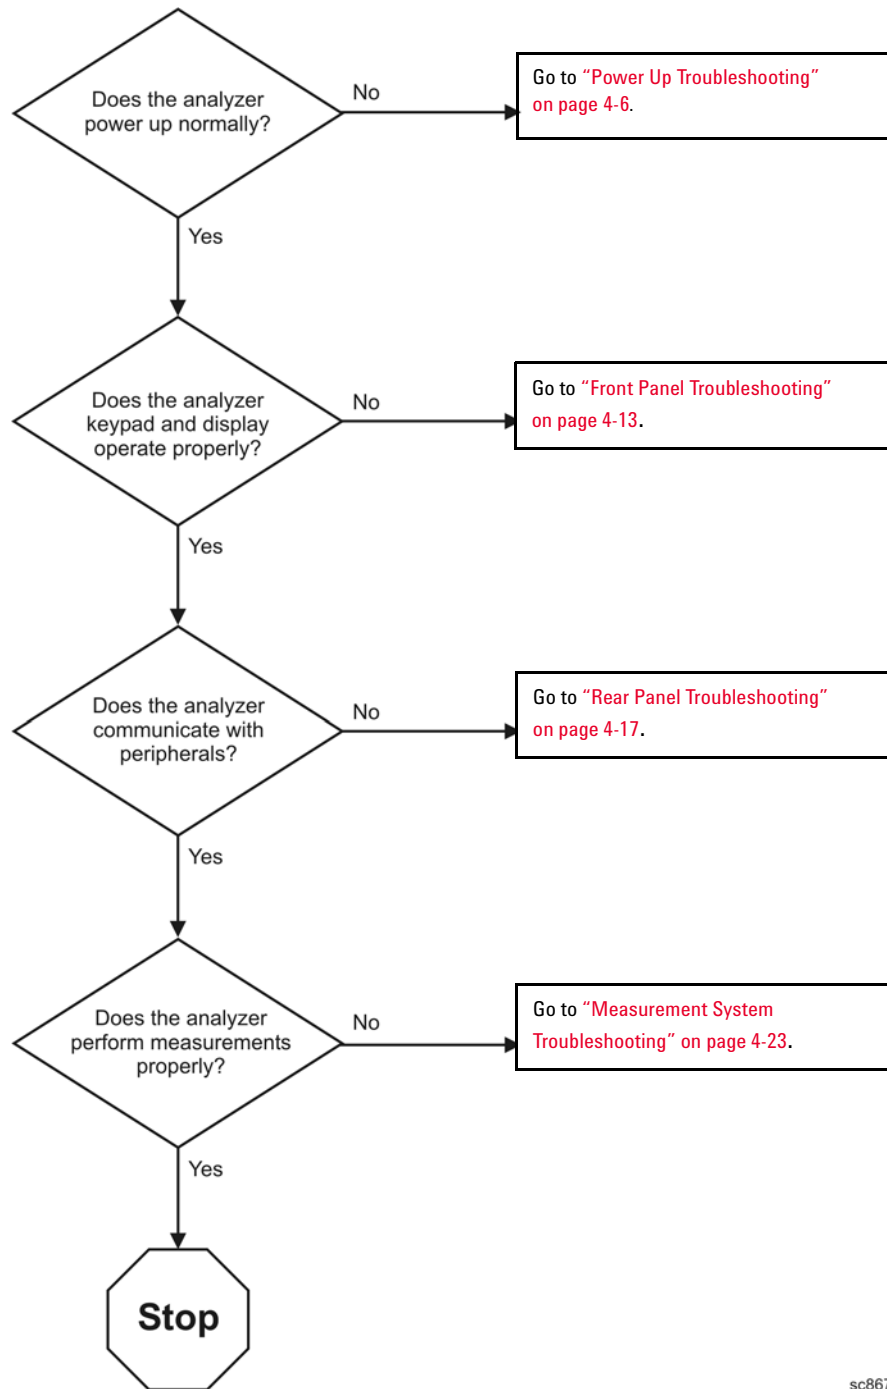 Does the analyzer
power up normally?
No
Go to “Power Up Troubleshooting”
on page 4-6.
Yes
Does the analyzer
keypad and display
operate properly?
No
Go to “Front Panel Troubleshooting”
on page 4-13.
Yes
Does the analyzer
communicate with
peripherals?
No
Go to “Rear Panel Troubleshooting”
on page 4-17.
Yes
Does the analyzer
perform measurements
properly?
No
Go to “Measurement System
Troubleshooting” on page 4-23.
Yes
Stop
sc867